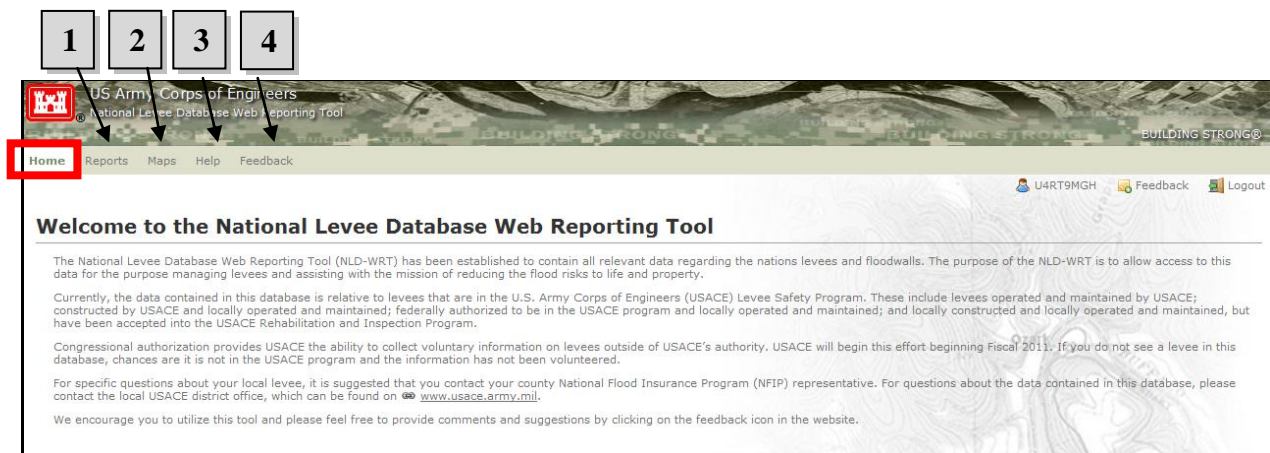 1 2 3 4
US Army Corps of Engineers
® National Levee Database Web Reporting Tool
BUILDING STRONG
BUILDING STRONG
BUILDING STRONG®
Home Reports Maps Help Feedback
U4RT9MGH Feedback Logout
Welcome to the National Levee Database Web Reporting Tool
The National Levee Database Web Reporting Tool (NLD-WRT) has been established to contain all relevant data regarding the nations levees and floodwalls. The purpose of the NLD-WRT is to allow access to this
data for the purpose managing levees and assisting with the mission of reducing the flood risks to life and property.
Currently, the data contained in this database is relative to levees that are in the U.S. Army Corps of Engineers (USACE) Levee Safety Program. These include levees operated and maintained by USACE;
constructed by USACE and locally operated and maintained; federally authorized to be in the USACE program and locally operated and maintained; and locally constructed and locally operated and maintained, but
have been accepted into the USACE Rehabilitation and Inspection Program.
Congressional authorization provides USACE the ability to collect voluntary information on levees outside of USACE's authority. USACE will begin this effort beginning Fiscal 2011. If you do not see a levee in this
database, chances are it is not in the USACE program and the information has not been volunteered.
For specific questions about your local levee, it is suggested that you contact your county National Flood Insurance Program (NFIP) representative. For questions about the data contained in this database, please
contact the local USACE district office, which can be found on www.usace.army.mil.
We encourage you to utilize this tool and please feel free to provide comments and suggestions by clicking on the feedback icon in the website.